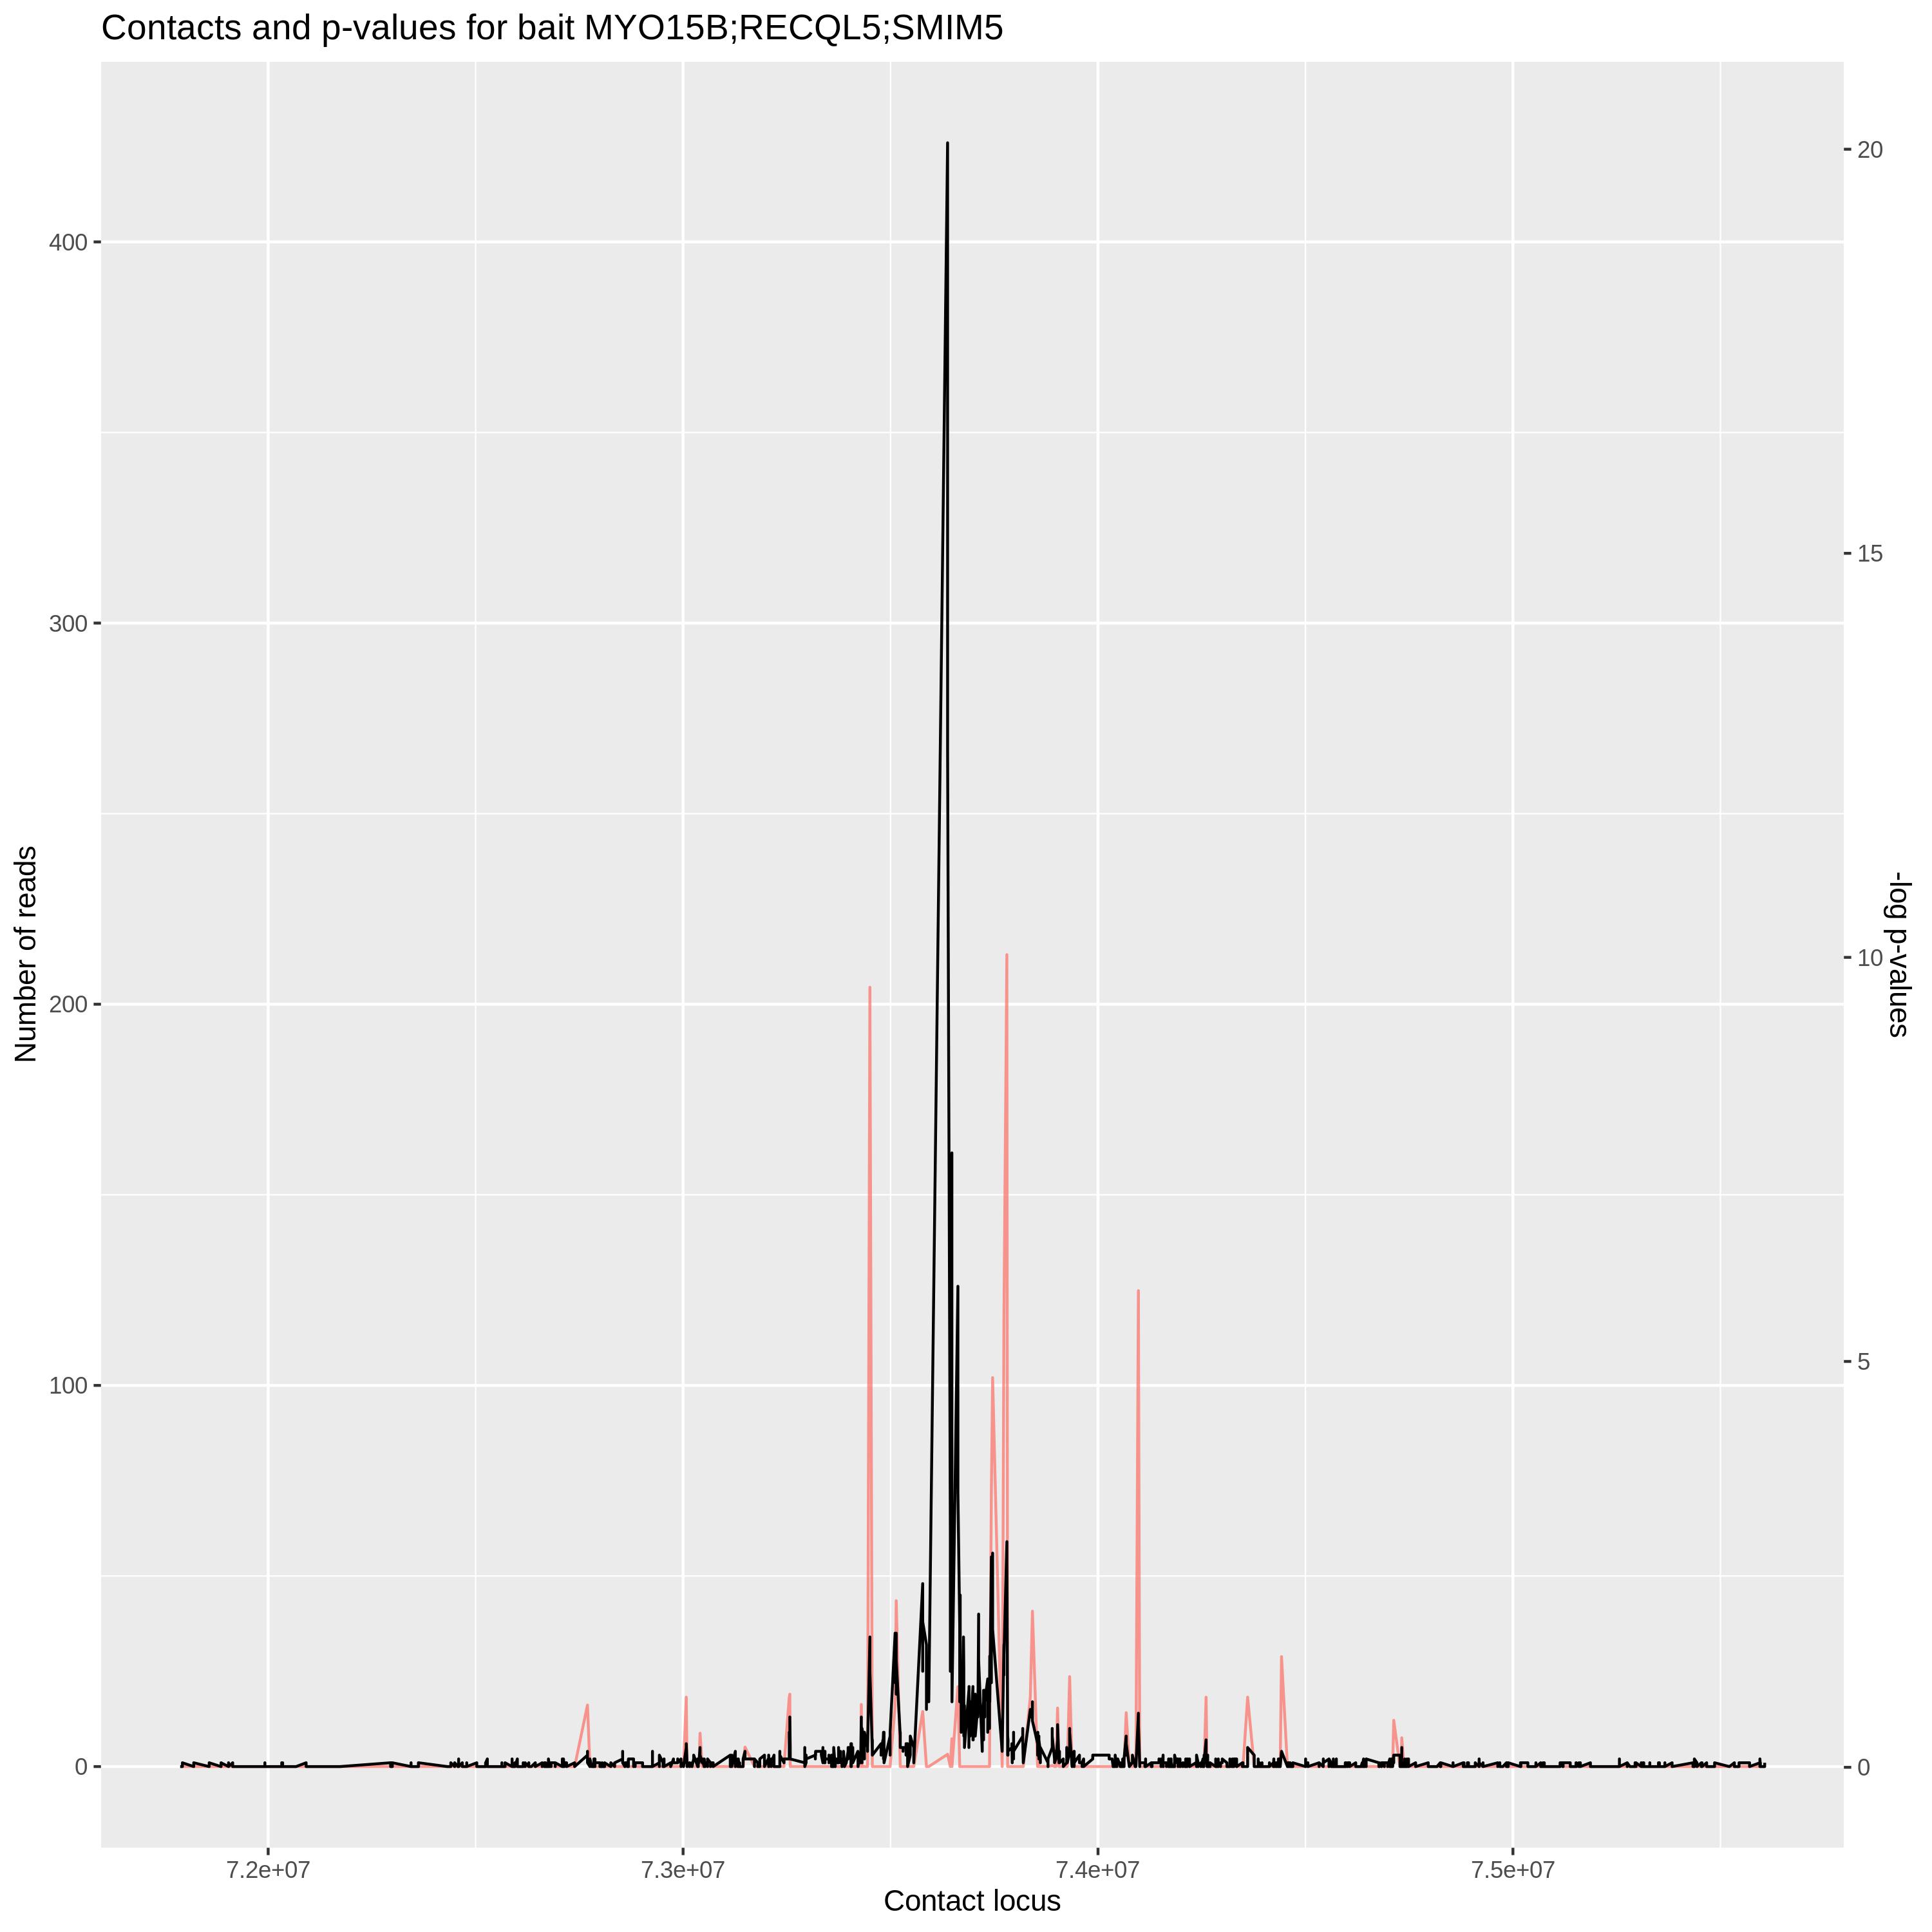 Contacts and p-values for bait MYO15B;RECQL5;SMIM5
Number of reads
400
300
200
100
0
20
15
10
5
0
-log p-values
7.2e+07
7.3e+07
7.4e+07
7.5e+07
Contact locus